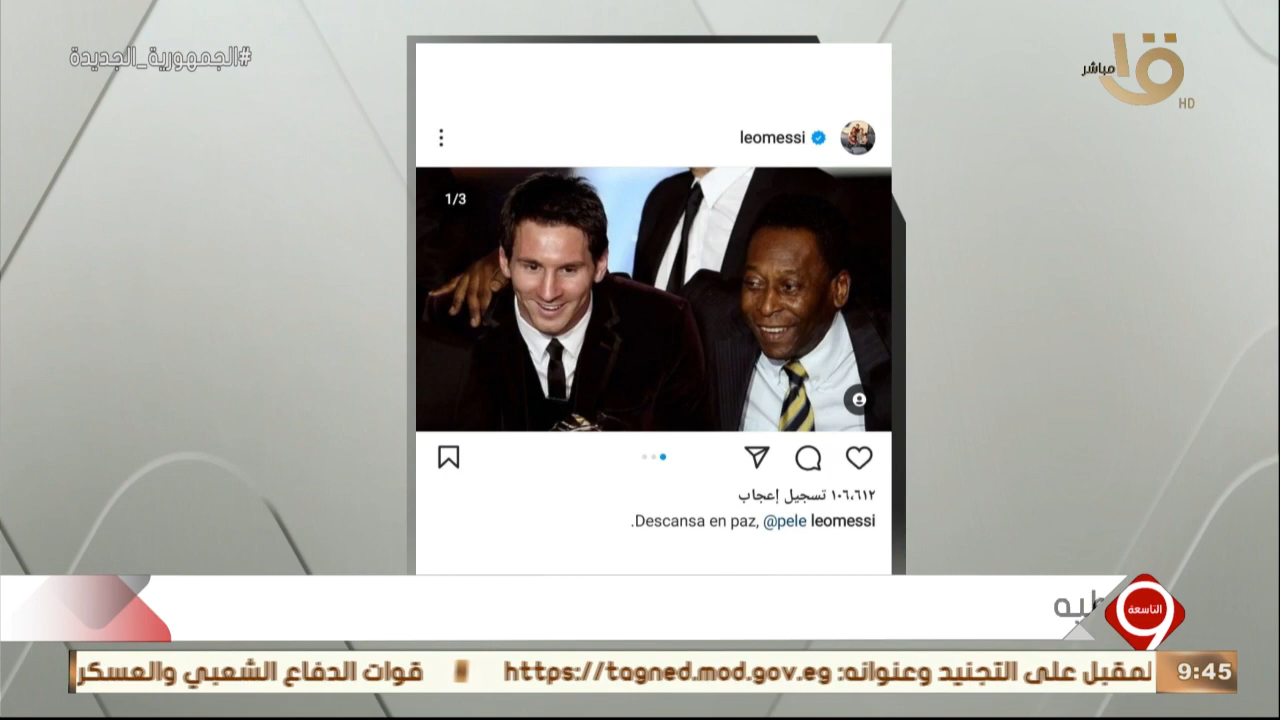 #الجمهورية_الجديدة
مباشر
HD
leomessi
1/3
١٠٦،٦١٢ تسجيل إعجاب
leomessi @pele Descansa en paz,.
التاسعة
9
لمقبل على التجنيد وعنوانه: https://tagned.mod.gov.eg
قوات الدفاع الشعبي والعسكر
9:45